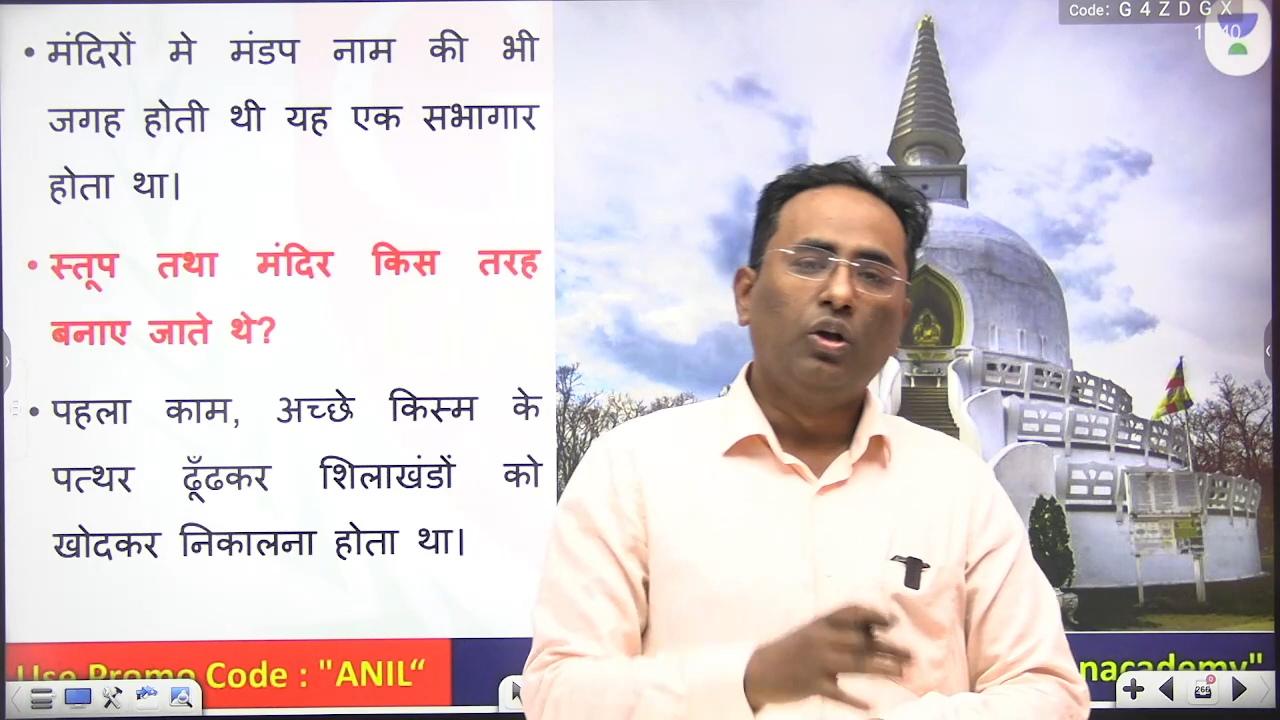 Code: G 4 Z D G X
• मंदिरों मे मंडप नाम की भी
जगह होती थी यह एक सभागार
होता था।
• स्तूप तथा मंदिर किस तरह
बनाए जाते थे?
• पहला काम, अच्छे किस्म के
पत्थर ढूँढकर शिलाखंडों को
खोदकर निकालना होता था।
Use Promo Code : "ANIL“
266